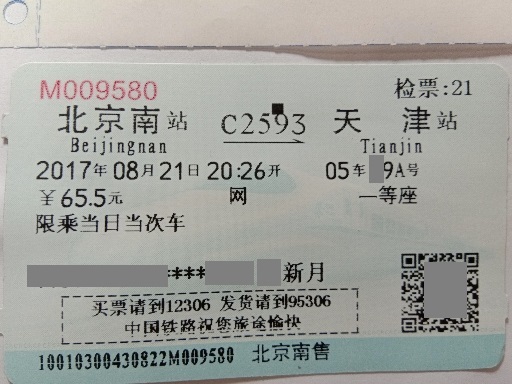 M009580 检票:21
北京南站 C2593 天津站
Beijingnan Tianjin
2017年08月21日 20:26开 05车 9A号
￥65.5元 网 一等座
限乘当日当次车
**** 新月
买票请到12306 发货请到95306
中国铁路祝您旅途愉快
10010300430822M009580 北京南售